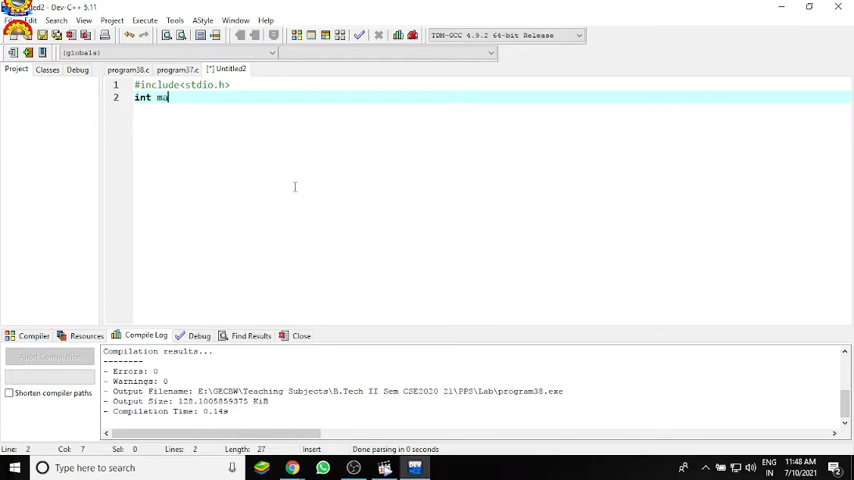 Untitled2 - Dev-C++ 5.11
Edit Search View Project Execute Tools AStyle Window Help
TDM-GCC 4.9.2 64-bit Release
(globals)
Project Classes Debug program38.c program37.c [*] Untitled2
1 #include<stdio.h>
2 int ma
Compiler Resources Compile Log Debug Find Results Close
Abort Compilation
Shorten compiler paths
Compilation results...
--------
- Errors: 0
- Warnings: 0
- Output Filename: E:\GECBW\Teaching Subjects\B.Tech II Sem CSE2020 21\PPS\Lab\program38.exe
- Output Size: 128.1005859375 KiB
- Compilation Time: 0.14s
Line: 2 Col: 7 Sel: 0 Lines: 2 Length: 27 Insert Done parsing in 0 seconds
Type here to search
DEV
ENG
IN
11:48 AM
7/10/2021
2